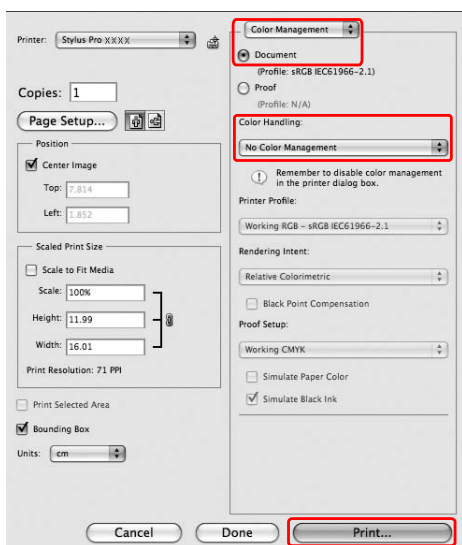 Printer: Stylus Pro XXXX
Copies: 1
Page Setup...
Position
Center Image
Top: 7.814
Left: 1.852
Scaled Print Size
Scale to Fit Media
Scale: 100%
Height: 11.99
Width: 16.01
Print Resolution: 71 PPI
Print Selected Area
Bounding Box
Units: cm
Color Management
Document
(Profile: sRGB IEC61966-2.1)
Proof
(Profile: N/A)
Color Handling:
No Color Management
Remember to disable color management
in the printer dialog box.
Printer Profile:
Working RGB - sRGB IEC61966-2.1
Rendering Intent:
Relative Colorimetric
Black Point Compensation
Proof Setup:
Working CMYK
Simulate Paper Color
Simulate Black Ink
Cancel
Done
Print...